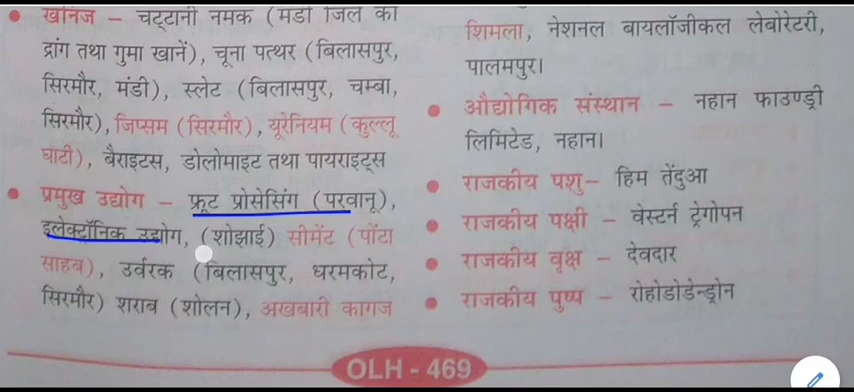 खनिज – चट्टानी नमक (मंडी जिले की
द्रांग तथा गुमा खानें), चूना पत्थर (बिलासपुर,
सिरमौर, मंडी), स्लेट (बिलासपुर, चम्बा,
सिरमौर), जिप्सम (सिरमौर), यूरेनियम (कुल्लू
घाटी), बैराइटस, डोलोमाइट तथा पायराइट्स
प्रमुख उद्योग – फ्रूट प्रोसेसिंग (परवानू),
इलेक्ट्रॉनिक उद्योग, (शोझाई) सीमेंट (पोंटा
साहब), उर्वरक (बिलासपुर, धरमकोट,
सिरमौर) शराब (शोलन), अखबारी कागज
शिमला, नेशनल बायलॉजीकल लेबोरेटरी,
पालमपुर।
औद्योगिक संस्थान – नहान फाउण्ड्री
लिमिटेड, नहान।
राजकीय पशु– हिम तेंदुआ
राजकीय पक्षी – वेस्टर्न ट्रेगोपन
राजकीय वृक्ष – देवदार
राजकीय पुष्प – रोहोडोडेन्ड्रोन
OLH - 469